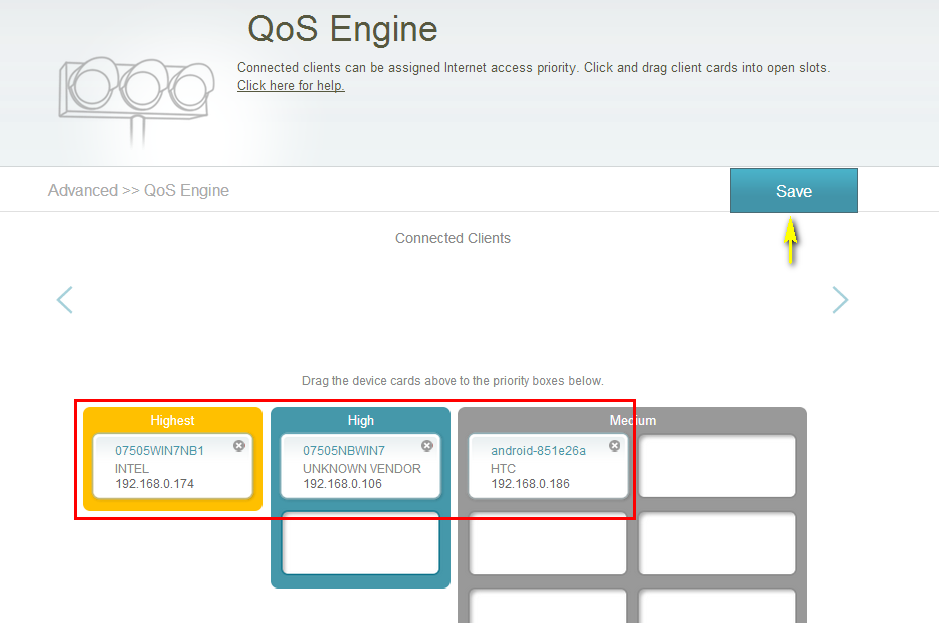 QoS Engine
Connected clients can be assigned Internet access priority. Click and drag client cards into open slots.
Click here for help.
Advanced >> QoS Engine
Save
Connected Clients
Drag the device cards above to the priority boxes below.
Highest
07505WIN7NB1
INTEL
192.168.0.174
High
07505NBWIN7
UNKNOWN VENDOR
192.168.0.106
Medium
android-851e26a
HTC
192.168.0.186